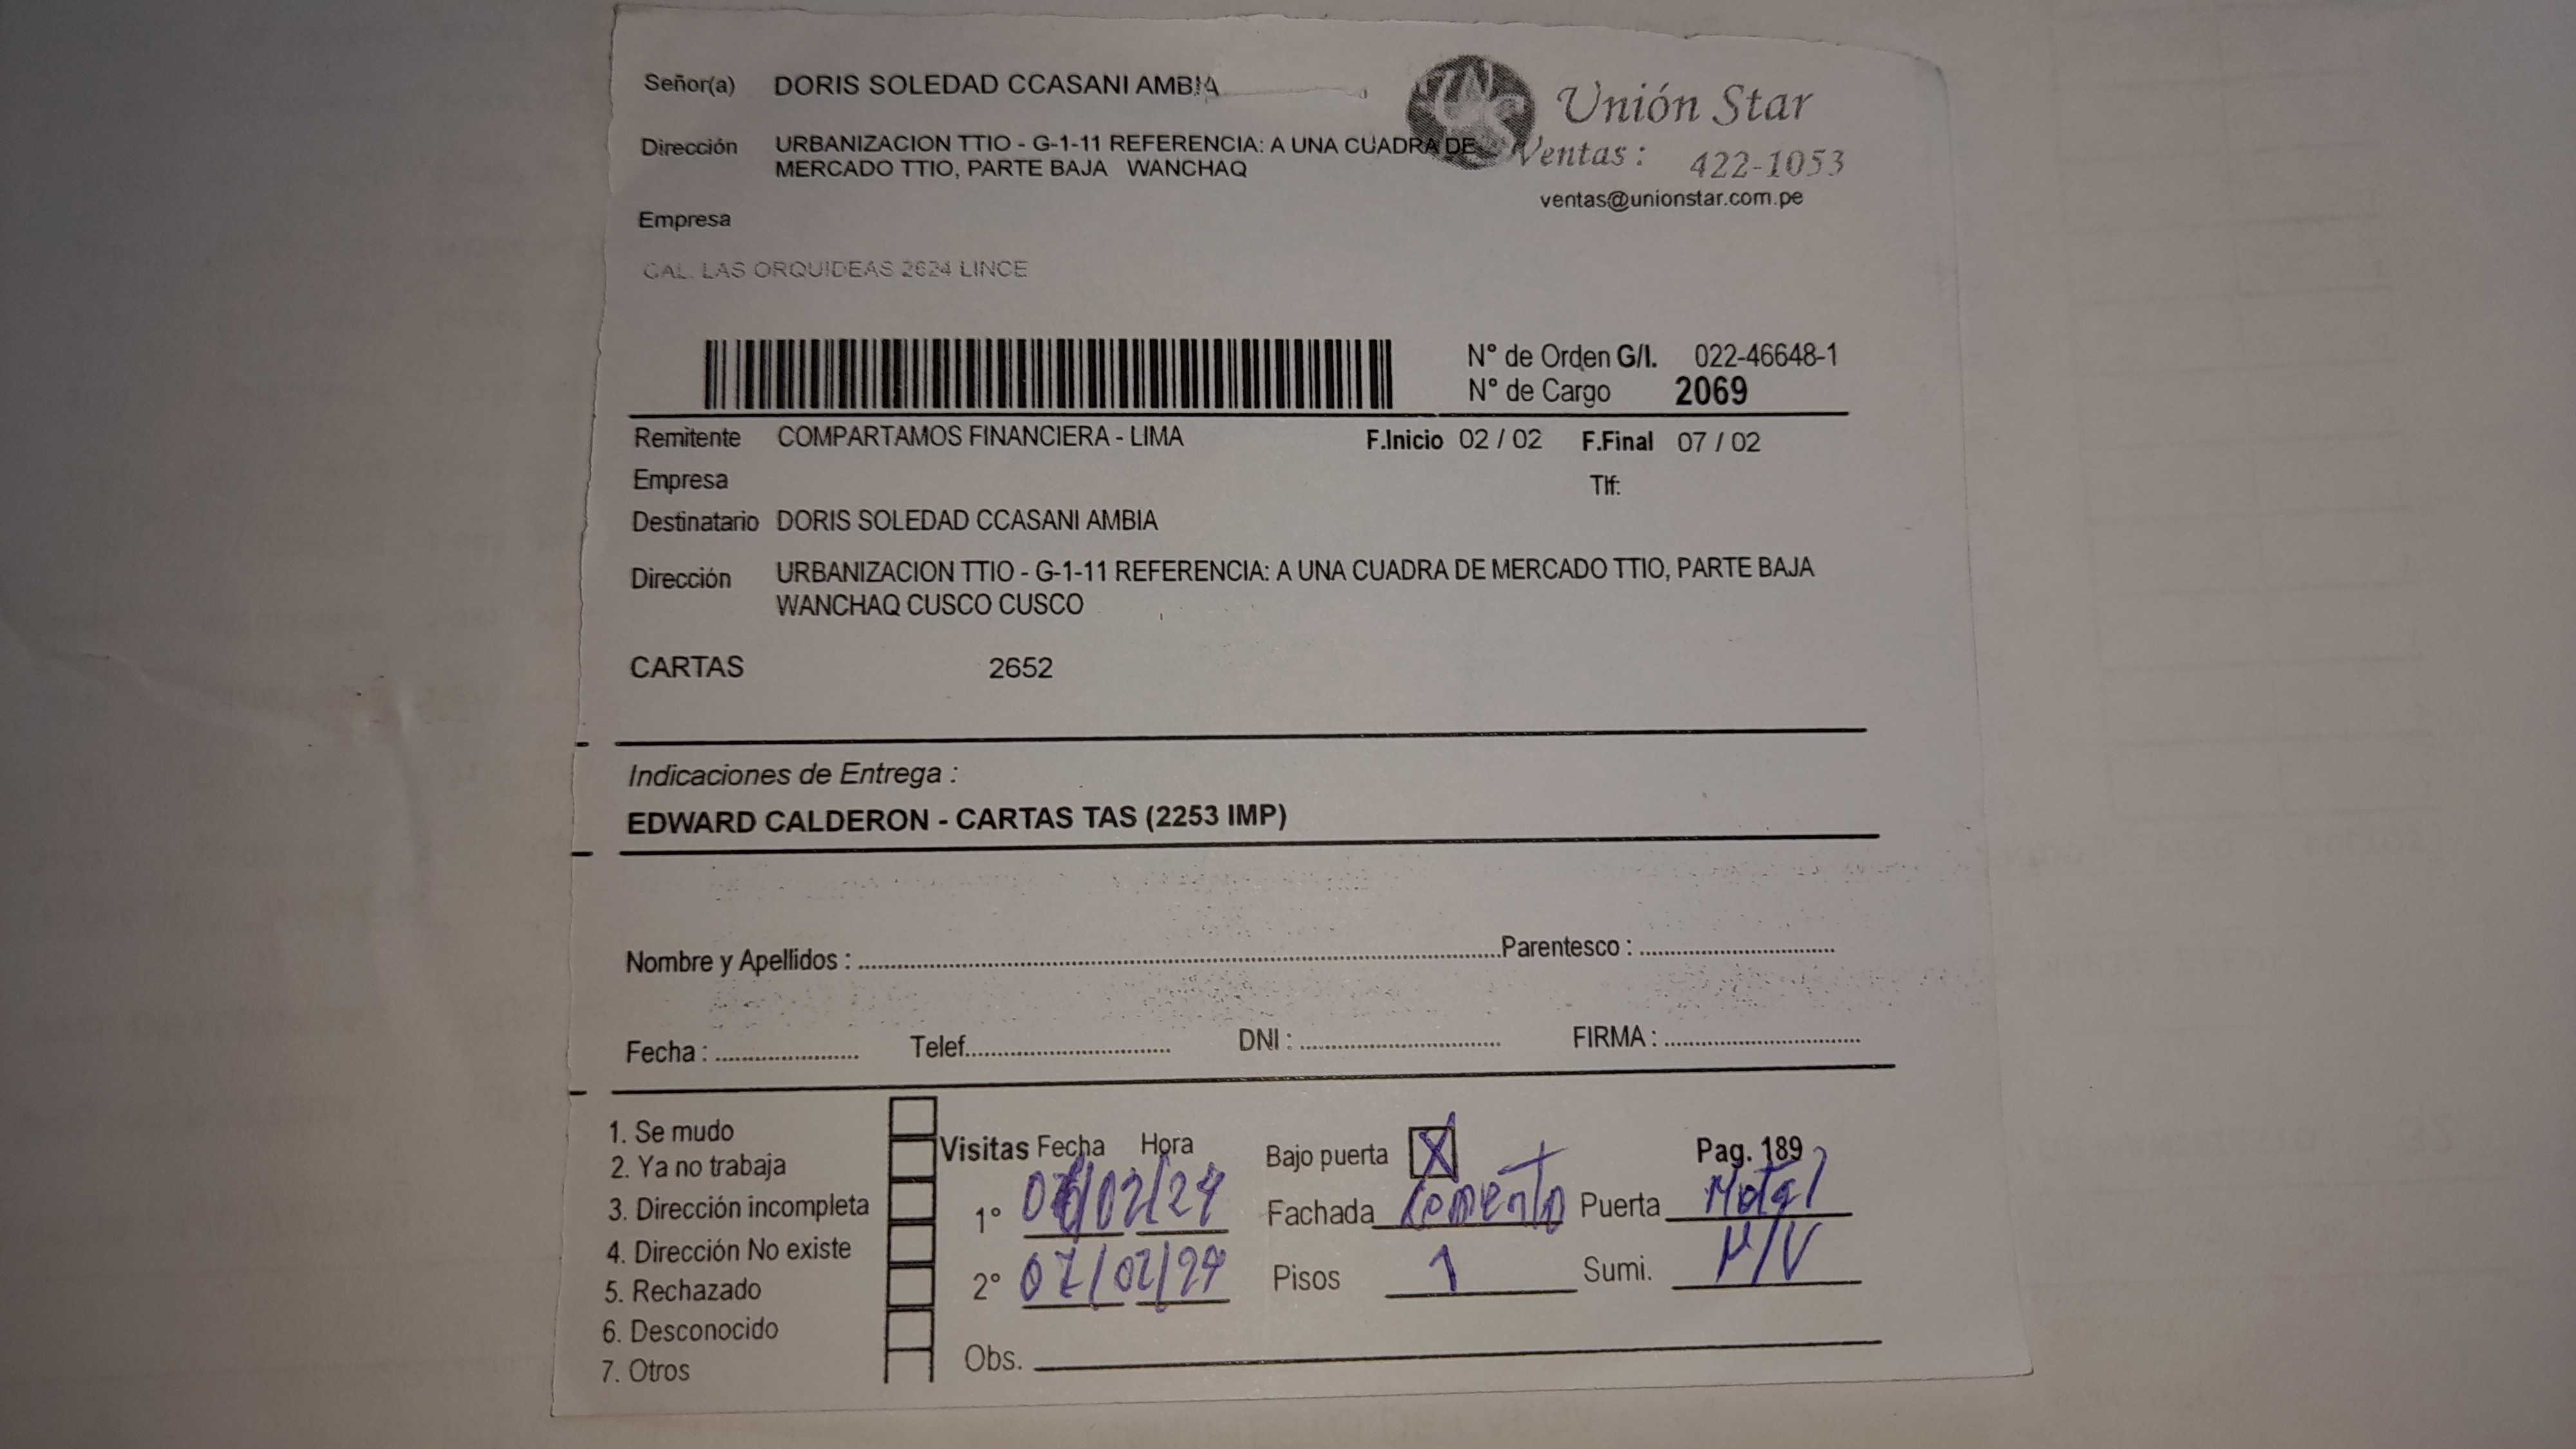 Señor(a) DORIS SOLEDAD CCASANI AMBIA
Unión Star
Dirección URBANIZACION TTIO - G-1-11 REFERENCIA: A UNA CUADRA DE
MERCADO TTIO, PARTE BAJA WANCHAQ
Ventas : 422-1053
ventas@unionstar.com.pe
Empresa
CAL. LAS ORQUIDEAS 2624 LINCE
N° de Orden G/I. 022-46648-1
N° de Cargo 2069
Remitente COMPARTAMOS FINANCIERA - LIMA F.Inicio 02 / 02 F.Final 07 / 02
Empresa Tlf:
Destinatario DORIS SOLEDAD CCASANI AMBIA
Dirección URBANIZACION TTIO - G-1-11 REFERENCIA: A UNA CUADRA DE MERCADO TTIO, PARTE BAJA
WANCHAQ CUSCO CUSCO
CARTAS 2652
Indicaciones de Entrega :
EDWARD CALDERON - CARTAS TAS (2253 IMP)
Nombre y Apellidos : Parentesco :
Fecha : Telef. DNI : FIRMA :
1. Se mudo
2. Ya no trabaja
3. Dirección incompleta
4. Dirección No existe
5. Rechazado
6. Desconocido
7. Otros
Visitas Fecha Hora
1° /02/24
2° 07/02/24
Obs.
Bajo puerta X Pag. 189
Fachada Cemento Puerta Metal
Pisos 1 Sumi. N/V